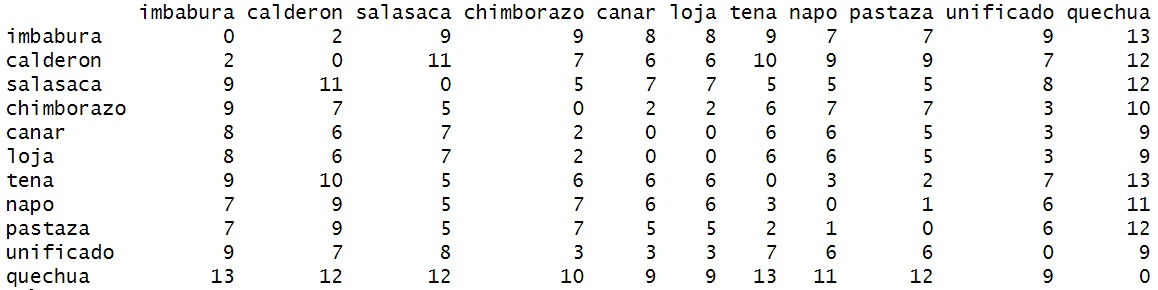 imbabura calderon salasaca chimborazo canar loja tena napo pastaza unificado quechua
imbabura 0 2 9 9 8 8 9 7 7 9 13
calderon 2 0 11 7 6 6 10 9 9 7 12
salasaca 9 11 0 5 7 7 5 5 5 8 12
chimborazo 9 7 5 0 2 2 6 7 7 3 10
canar 8 6 7 2 0 0 6 6 5 3 9
loja 8 6 7 2 0 0 6 6 5 3 9
tena 9 10 5 6 6 6 0 3 2 7 13
napo 7 9 5 7 6 6 3 0 1 6 11
pastaza 7 9 5 7 5 5 2 1 0 6 12
unificado 9 7 8 3 3 3 7 6 6 0 9
quechua 13 12 12 10 9 9 13 11 12 9 0